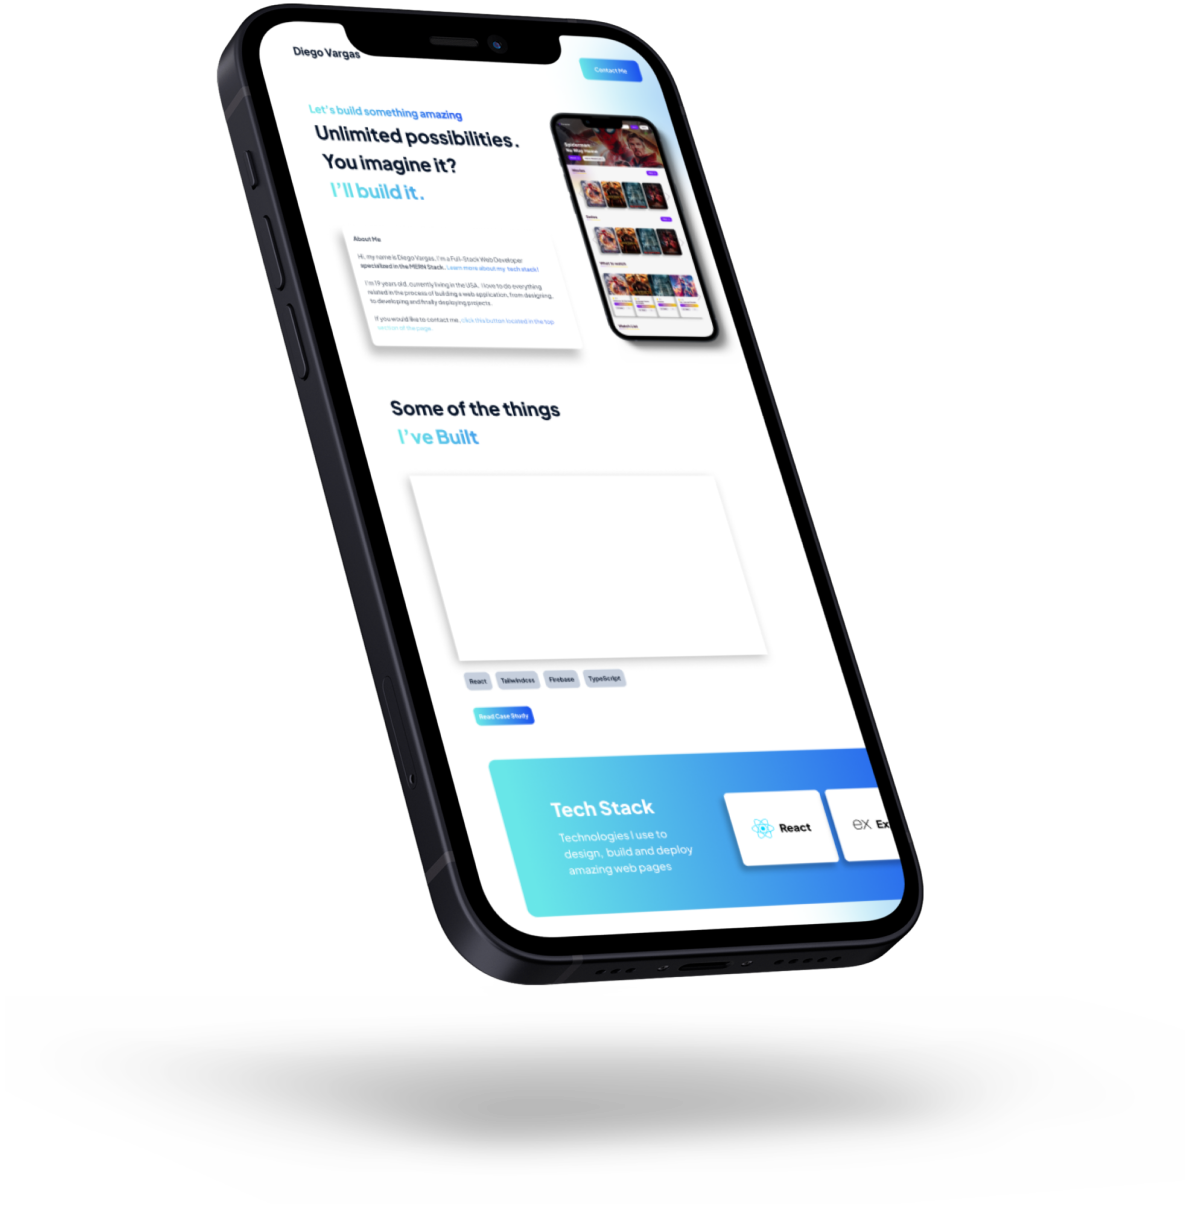 Diego Vargas
Contact Me
Let's build something amazing
Unlimited possibilities.
You imagine it?
I'll build it.
About Me
Hi, my name is Diego Vargas, I'm a Full-Stack Web Developer
specialized in the MERN Stack. Learn more about my tech stack!
I'm 19 years old, currently living in the USA. I love to do everything
related in the process of building a web application, from designing,
to developing and finally deploying projects.
If you would like to contact me, click this button located in the top
section of the page.
What to watch
Some of the things
I've Built
React
Tailwindcss
Firebase
TypeScript
Read Case Study
Tech Stack
Technologies I use to
design, build and deploy
amazing web pages
React
ex Ex